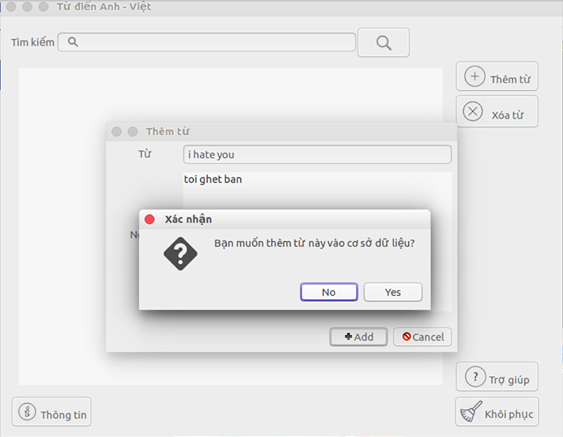 Từ điển Anh - Việt
Tìm kiếm
Thêm từ
Xóa từ
Thêm từ
Từ
i hate you
toi ghet ban
Xác nhận
Bạn muốn thêm từ này vào cơ sở dữ liệu?
No
Yes
Add
Cancel
Trợ giúp
Thông tin
Khôi phục